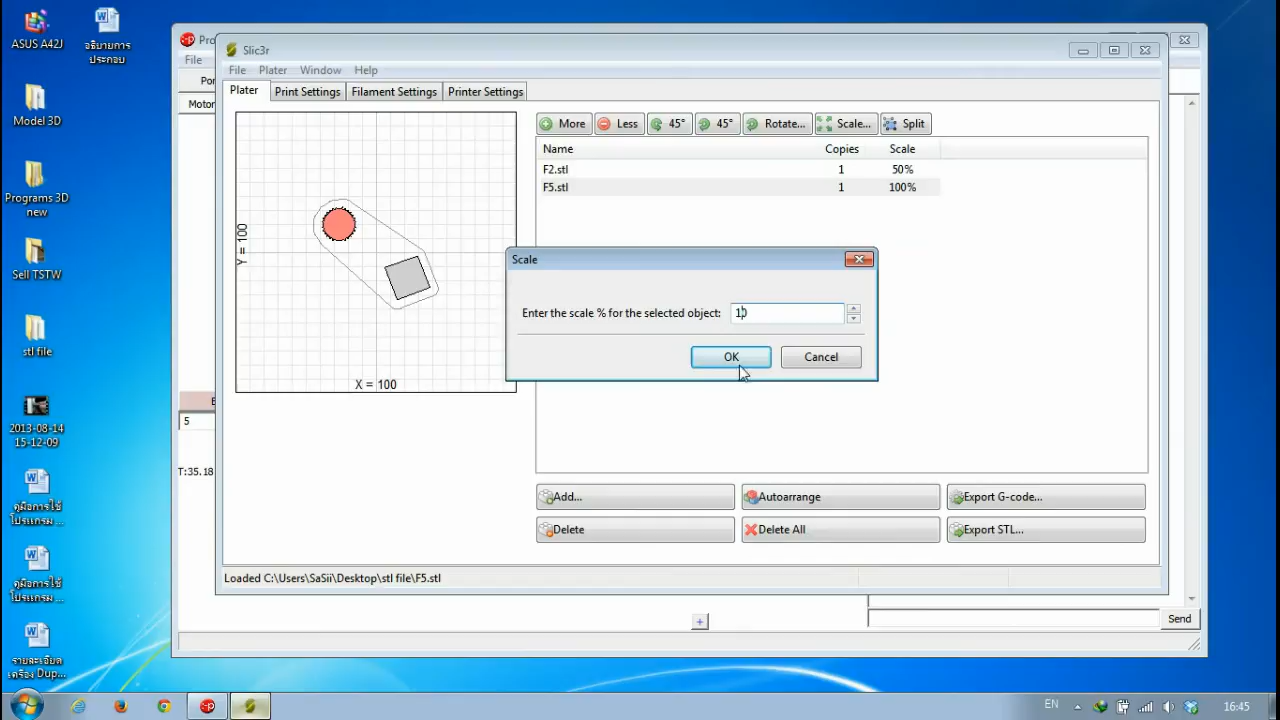 ASUS A42J
อธิบายการ
ประกอบ
Model 3D
Programs 3D
new
Sell TSTW
stl file
2013-08-14
15-12-09
คู่มือการใช้
โปรแกรม ...
คู่มือการใช้
โปรแกรม ...
รายละเอียด
เครื่อง Dup...
Pro
File
Por
Motor
5
T:35.18
Slic3r
File Plater Window Help
Plater Print Settings Filament Settings Printer Settings
Y = 100
X = 100
More Less 45° 45° Rotate... Scale... Split
Name Copies Scale
F2.stl 1 50%
F5.stl 1 100%
Scale
Enter the scale % for the selected object: 10
OK Cancel
Add... Autoarrange Export G-code...
Delete Delete All Export STL...
Loaded C:\Users\SaSii\Desktop\stl file\F5.stl
+
Send
EN
16:45